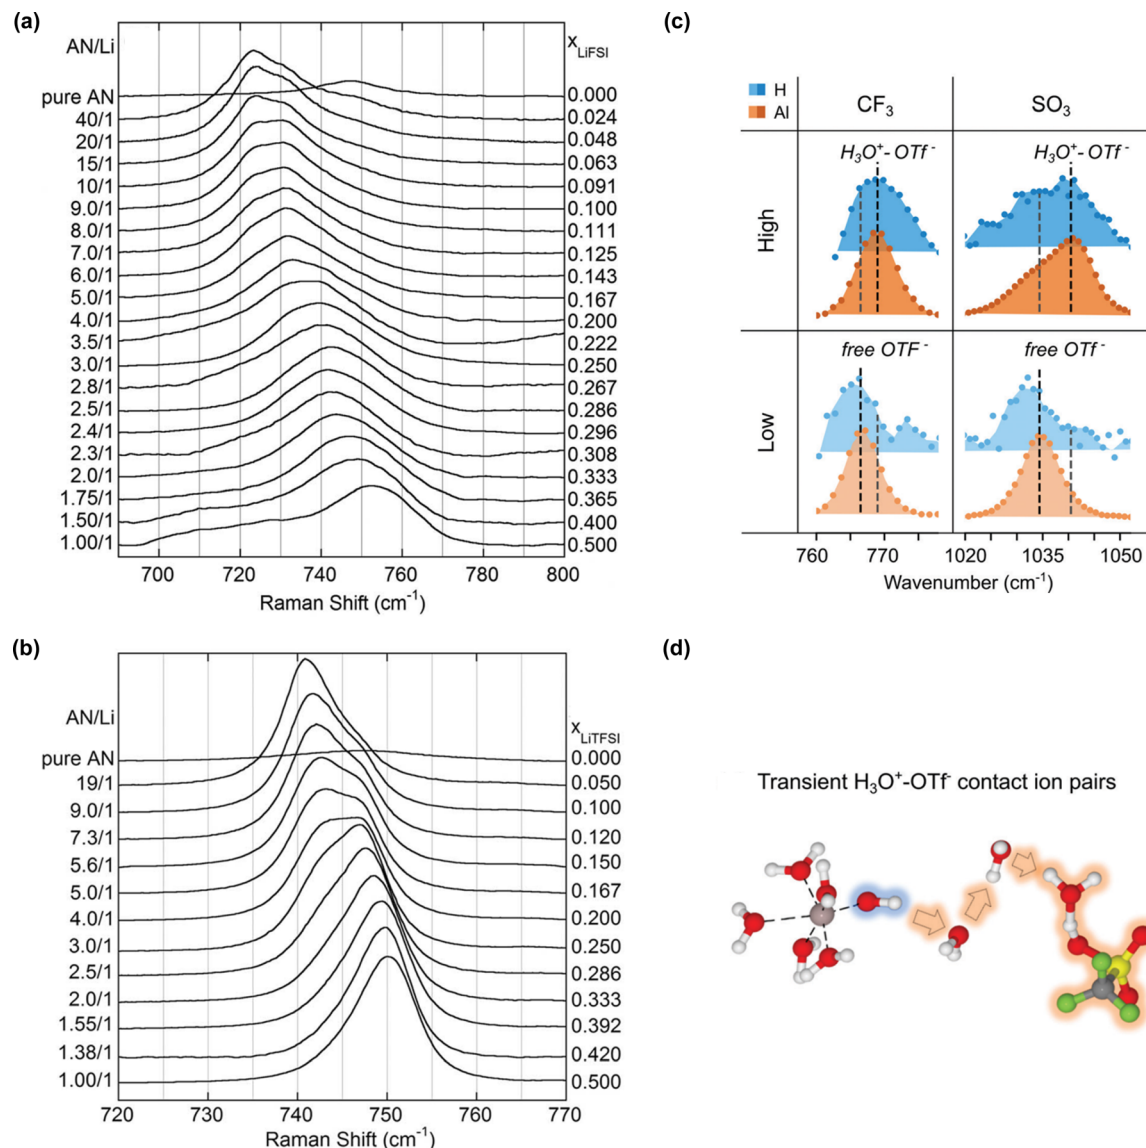 (a)
AN/Li
x_LiFSI
pure AN 0.000
40/1 0.024
20/1 0.048
15/1 0.063
10/1 0.091
9.0/1 0.100
8.0/1 0.111
7.0/1 0.125
6.0/1 0.143
5.0/1 0.167
4.0/1 0.200
3.5/1 0.222
3.0/1 0.250
2.8/1 0.267
2.5/1 0.286
2.4/1 0.296
2.3/1 0.308
2.0/1 0.333
1.75/1 0.365
1.50/1 0.400
1.00/1 0.500
700 720 740 760 780 800
Raman Shift (cm⁻¹)
(b)
AN/Li
x_LiTFSI
pure AN 0.000
19/1 0.050
9.0/1 0.100
7.3/1 0.120
5.6/1 0.150
5.0/1 0.167
4.0/1 0.200
3.0/1 0.250
2.5/1 0.286
2.0/1 0.333
1.55/1 0.392
1.38/1 0.420
1.00/1 0.500
720 730 740 750 760 770
Raman Shift (cm⁻¹)
(c)
H
Al
CF₃ SO₃
High
H₃O⁺- OTf⁻ H₃O⁺- OTf⁻
Low
free OTF⁻ free OTf⁻
760 770 1020 1035 1050
Wavenumber (cm⁻¹)
(d)
Transient H₃O⁺-OTf⁻ contact ion pairs